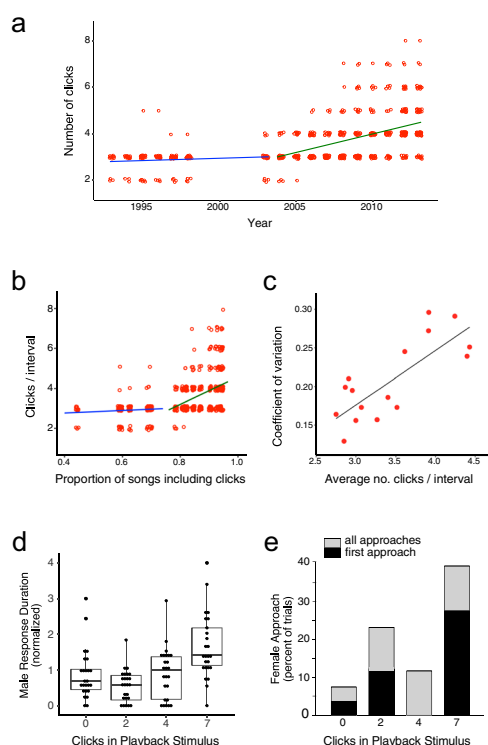 a
Number of clicks
8
6
4
2
1995
2000
2005
2010
Year
b
Clicks / interval
8
6
4
2
0.4
0.6
0.8
1.0
Proportion of songs including clicks
c
Coefficient of variation
0.30
0.25
0.20
0.15
2.5
3.0
3.5
4.0
4.5
Average no. clicks / interval
d
Male Response Duration
(normalized)
4
3
2
1
0
0
2
4
7
Clicks in Playback Stimulus
e
all approaches
first approach
Female Approach
(percent of trials)
40
30
20
10
0
0
2
4
7
Clicks in Playback Stimulus